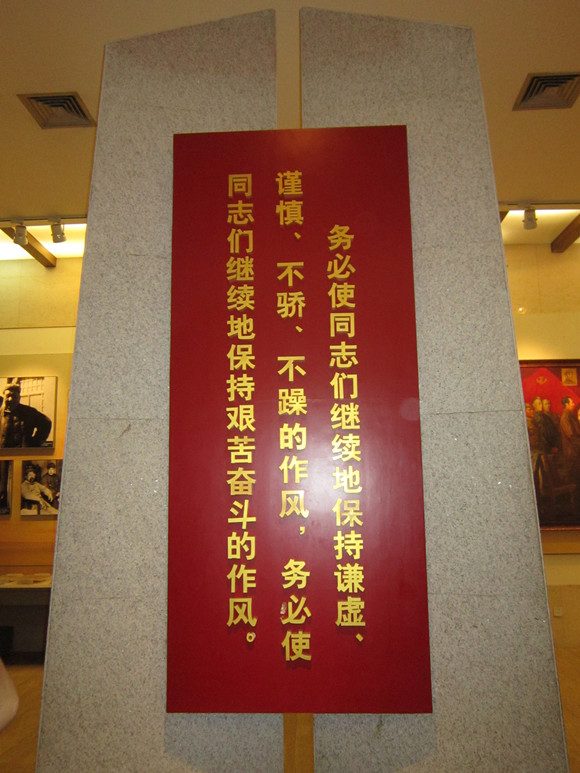 务必使同志们继续地保持谦虚、
谨慎、不骄、不躁的作风，务必使
同志们继续地保持艰苦奋斗的作风。